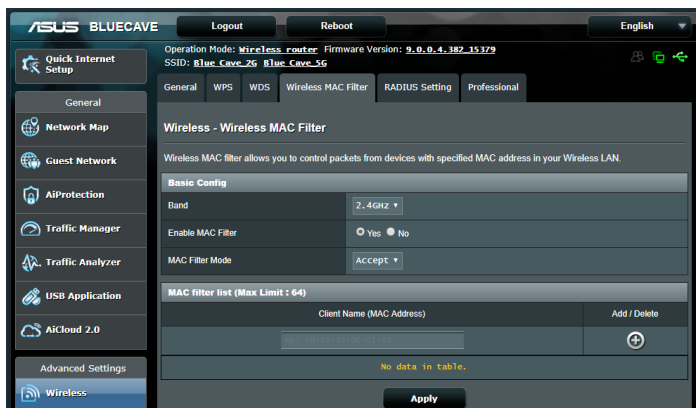 ASUS BLUECAVE
Logout
Reboot
English
Quick Internet Setup
Operation Mode: Wireless router Firmware Version: 9.0.0.4.382_15379
SSID: Blue Cave_2G Blue Cave_5G
General
WPS
WDS
Wireless MAC Filter
RADIUS Setting
Professional
General
Network Map
Guest Network
AiProtection
Traffic Manager
Traffic Analyzer
USB Application
AiCloud 2.0
Advanced Settings
Wireless
Wireless - Wireless MAC Filter
Wireless MAC filter allows you to control packets from devices with specified MAC address in your Wireless LAN.
Basic Config
Band
2.4GHz
Enable MAC Filter
Yes No
MAC Filter Mode
Accept
MAC filter list (Max Limit : 64)
Client Name (MAC Address)
Add / Delete
No data in table.
Apply